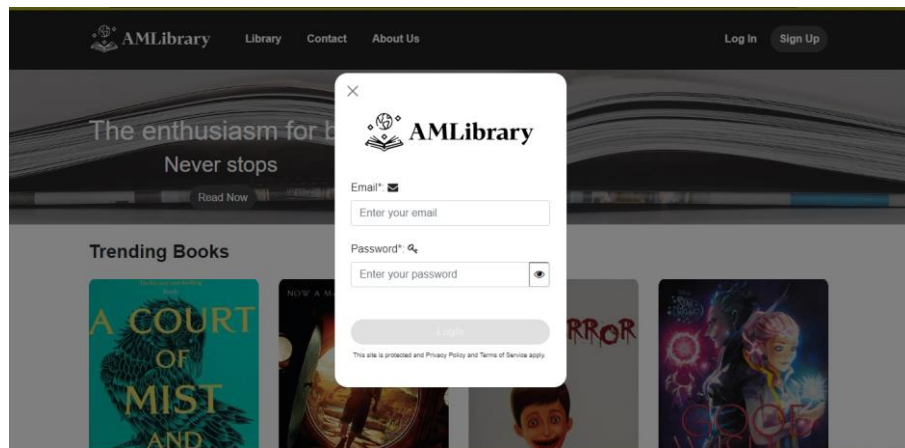 AMLibrary Library Contact About Us Log In Sign Up
The enthusiasm for b
Never stops
Read Now
AMLibrary
Email*:
Enter your email
Password*:
Enter your password
Login
This site is protected and Privacy Policy and Terms of Service apply.
Trending Books
A COURT
OF
MIST
AND
NOW A M
RROR